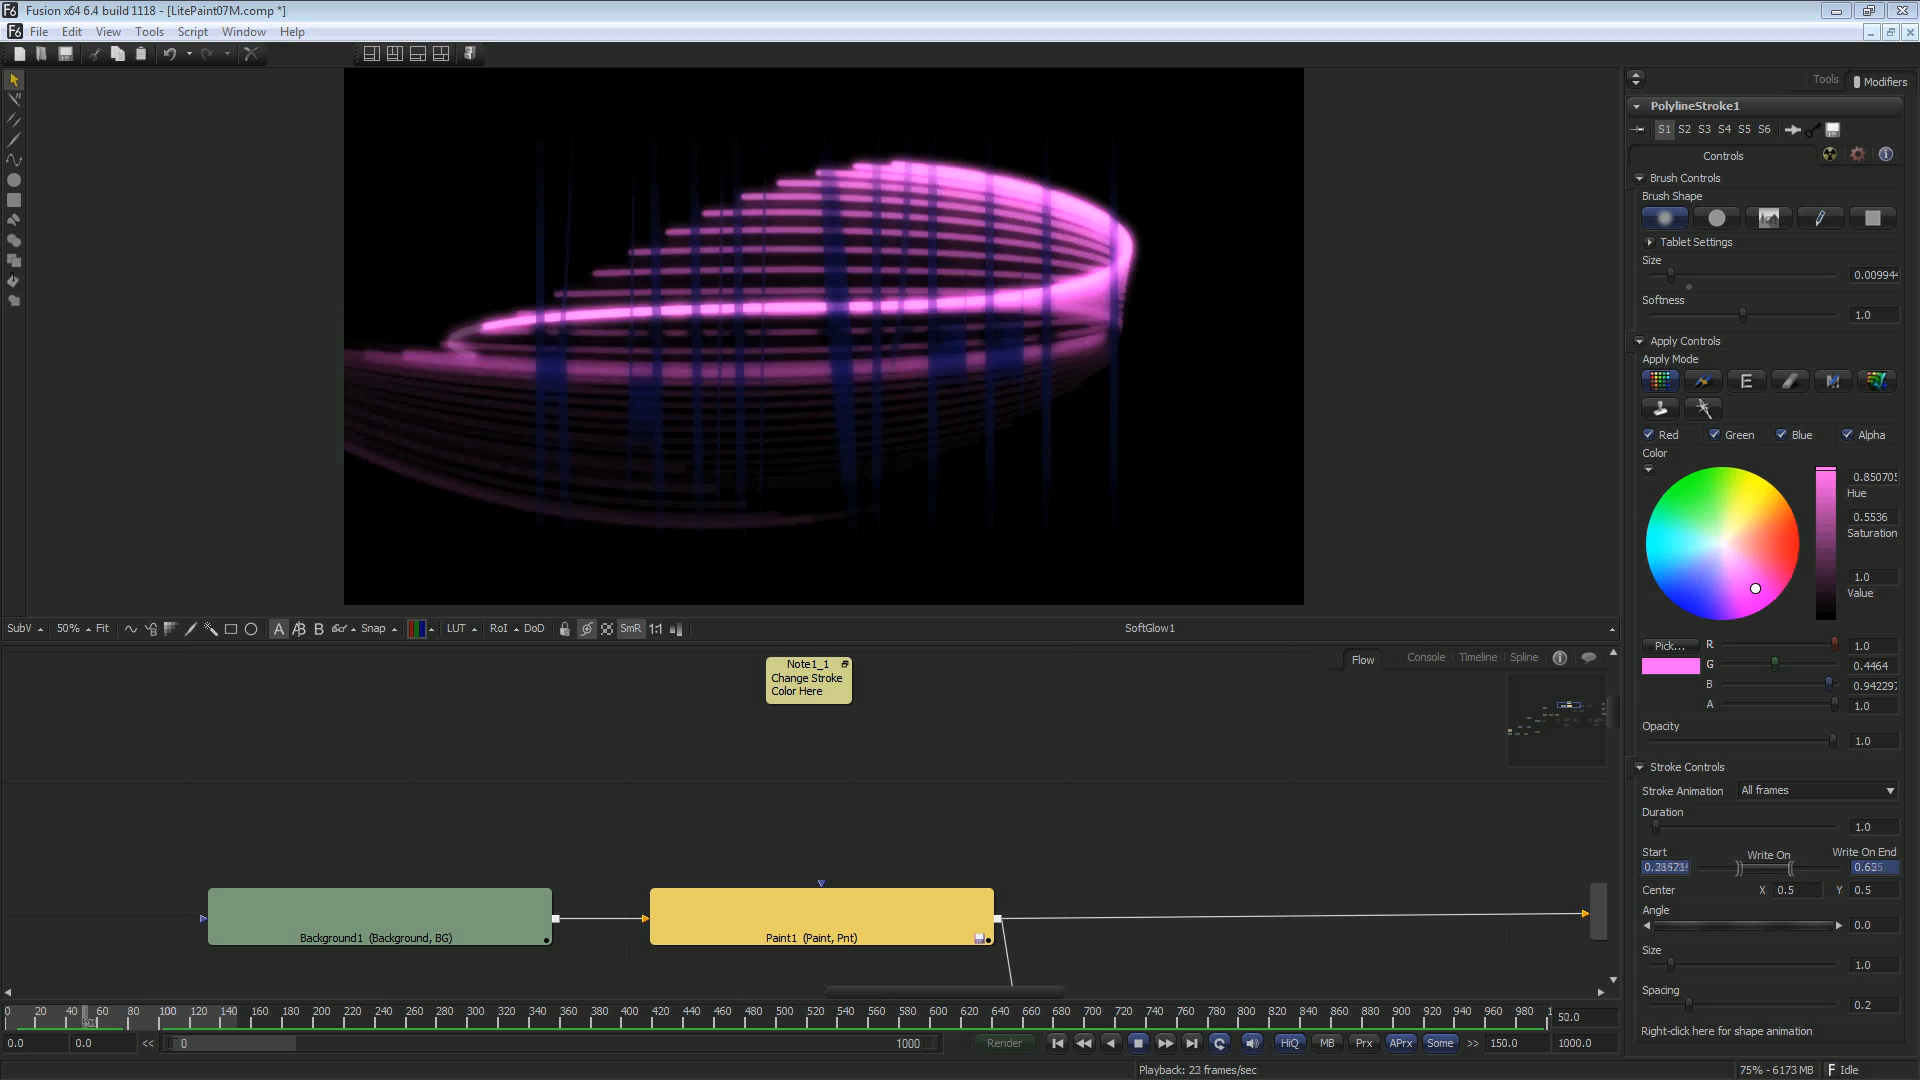 Fusion x64 6.4 build 1118 - [LitePaint07M.comp *]
File Edit View Tools Script Window Help
Tools Modifiers
PolylineStroke1
S1 S2 S3 S4 S5 S6
Controls
Brush Controls
Brush Shape
Tablet Settings
Size
Softness
1.0
Apply Controls
Apply Mode
Red Green Blue Alpha
Color
0.850705
Hue
0.5536
Saturation
1.0
Value
Pick... R 1.0
G 0.4464
B 0.942297
A 1.0
Opacity
1.0
Stroke Controls
Stroke Animation All frames
Duration
1.0
Start Write On Write On End
0.635
Center X 0.5 Y 0.5
Angle
0.0
Size
1.0
Spacing
0.2
Right-click here for shape animation
SubV 50% Fit A B Snap LUT RoI DoD SmR 1:1 SoftGlow1
Flow Console Timeline Spline
Note1_1
Change Stroke
Color Here
Background1 (Background, BG)
Paint1 (Paint, Pnt)
0 20 40 60 80 100 120 140 160 180 200 220 240 260 280 300 320 340 360 380 400 420 440 460 480 500 520 540 560 580 600 620 640 660 680 700 720 740 760 780 800 820 840 860 880 900 920 940 960 980 50.0
0.0 0.0 << 0 1000 Render HiQ MB Prx APrx Some >> 150.0 1000.0
Playback: 23 frames/sec 75% - 6173 MB Idle